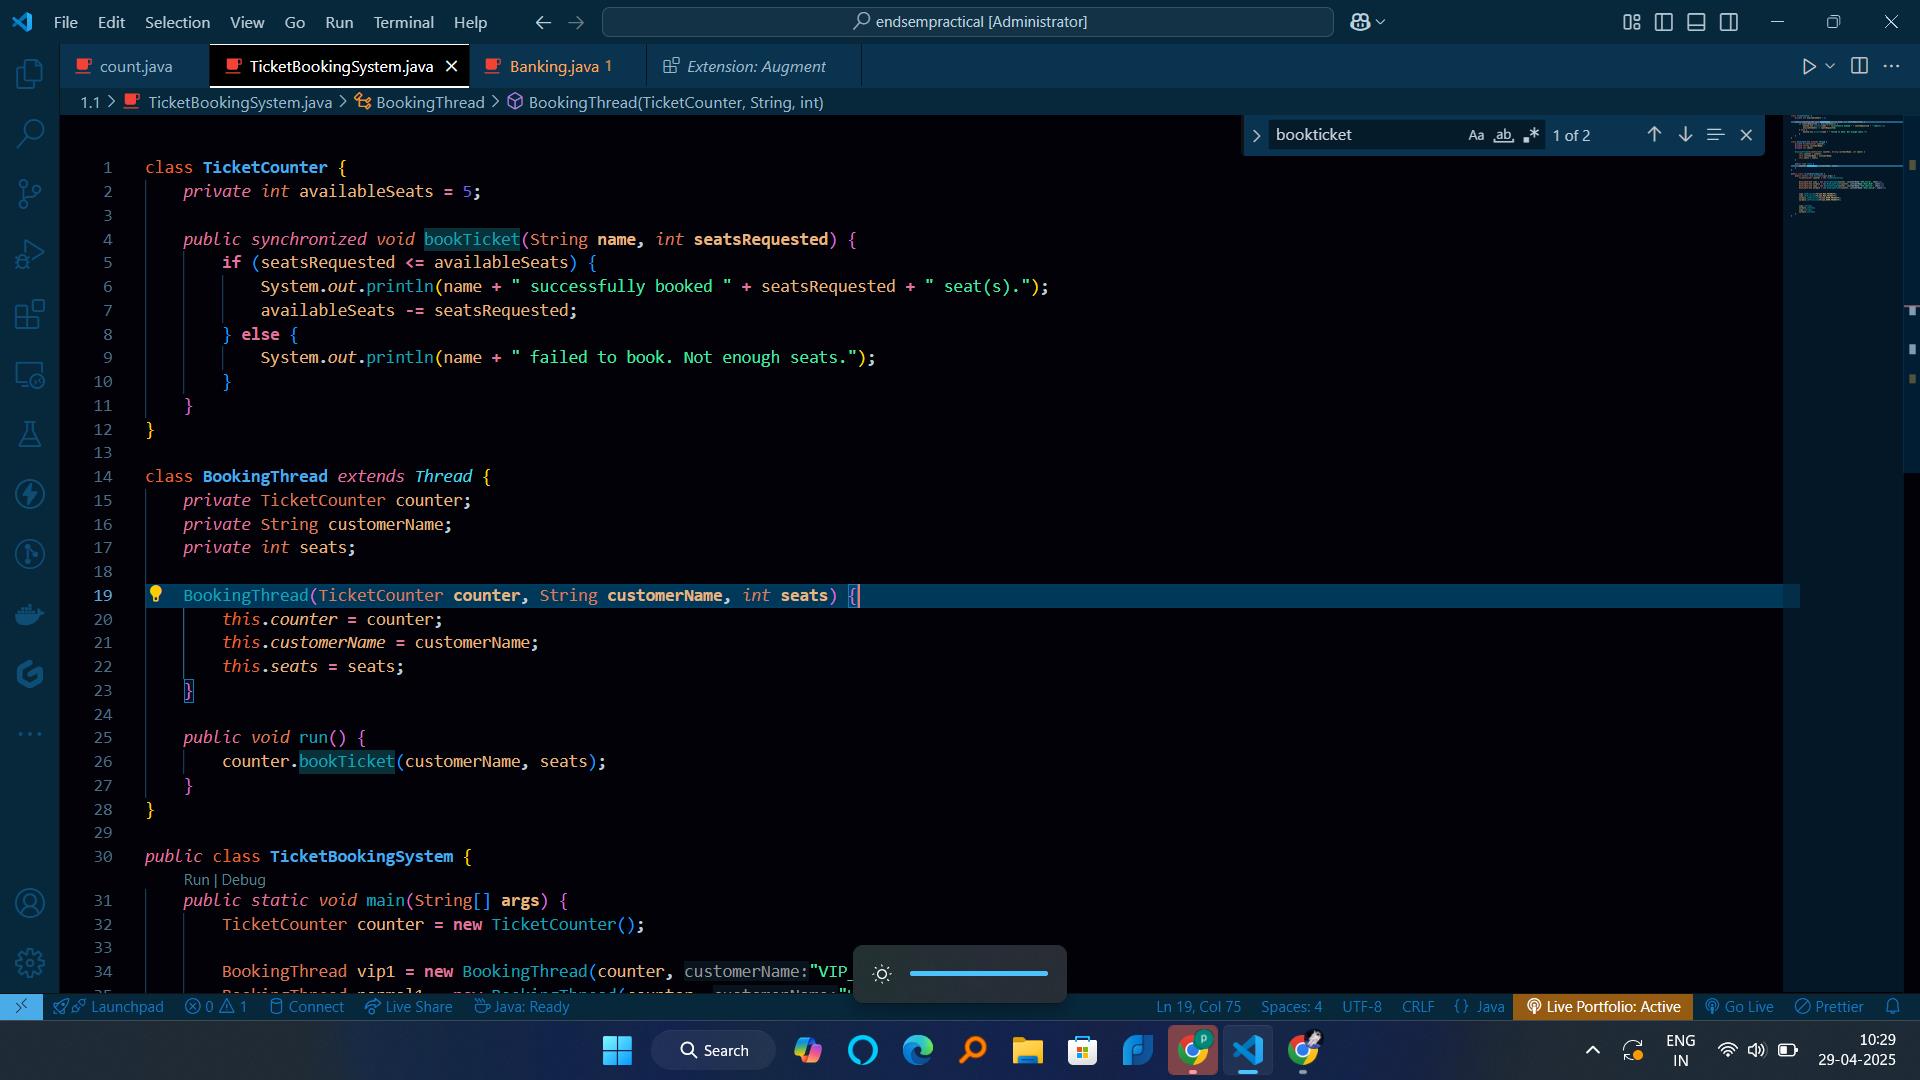 File Edit Selection View Go Run Terminal Help
endsempractical [Administrator]
count.java
TicketBookingSystem.java
Banking.java 1
Extension: Augment
1.1 > TicketBookingSystem.java > BookingThread > BookingThread(TicketCounter, String, int)
bookticket
Aa ab .* 1 of 2
1 class TicketCounter {
2 private int availableSeats = 5;
3
4 public synchronized void bookTicket(String name, int seatsRequested) {
5 if (seatsRequested <= availableSeats) {
6 System.out.println(name + " successfully booked " + seatsRequested + " seat(s).");
7 availableSeats -= seatsRequested;
8 } else {
9 System.out.println(name + " failed to book. Not enough seats.");
10 }
11 }
12 }
13
14 class BookingThread extends Thread {
15 private TicketCounter counter;
16 private String customerName;
17 private int seats;
18
19 BookingThread(TicketCounter counter, String customerName, int seats) {
20 this.counter = counter;
21 this.customerName = customerName;
22 this.seats = seats;
23 }
24
25 public void run() {
26 counter.bookTicket(customerName, seats);
27 }
28 }
29
30 public class TicketBookingSystem {
Run | Debug
31 public static void main(String[] args) {
32 TicketCounter counter = new TicketCounter();
33
34 BookingThread vip1 = new BookingThread(counter, customerName:"VIP_
Launchpad 0 1 Connect Live Share Java: Ready
Ln 19, Col 75 Spaces: 4 UTF-8 CRLF {} Java Live Portfolio: Active Go Live Prettier
Search
ENG
IN
10:29
29-04-2025